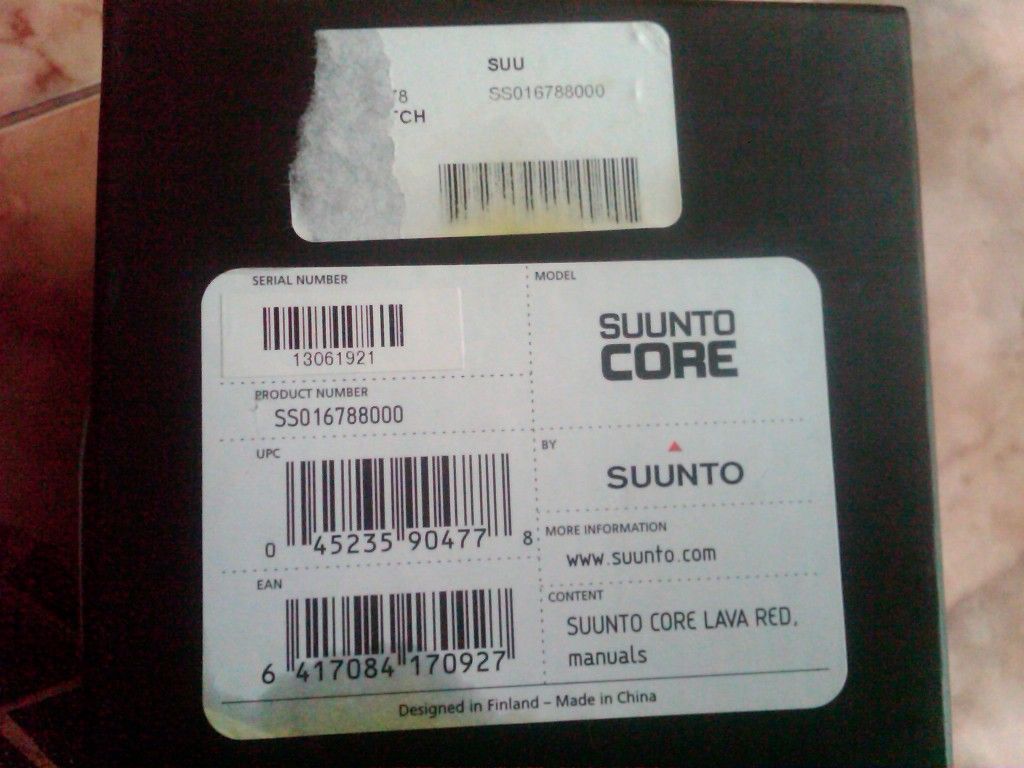 SUU
SS016788000
SERIAL NUMBER
13061921
PRODUCT NUMBER
SS016788000
UPC
0 45235 90477 8
EAN
6 417084 170927
MODEL
SUUNTO
CORE
BY
SUUNTO
MORE INFORMATION
www.suunto.com
CONTENT
SUUNTO CORE LAVA RED,
manuals
Designed in Finland – Made in China